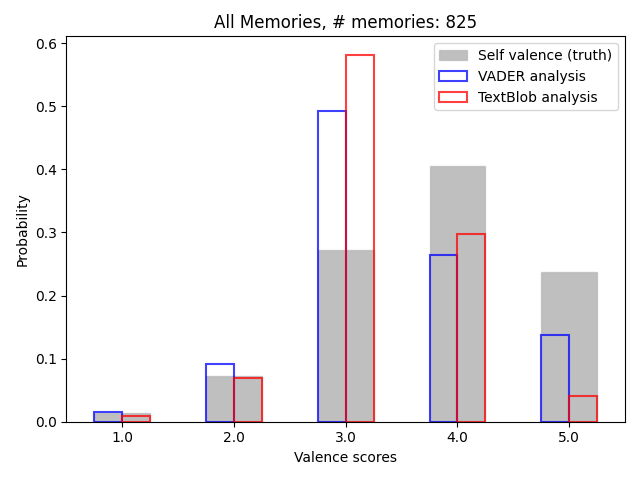 All Memories, # memories: 825
Self valence (truth)
VADER analysis
TextBlob analysis
Probability
0.6
0.5
0.4
0.3
0.2
0.1
0.0
1.0 2.0 3.0 4.0 5.0
Valence scores